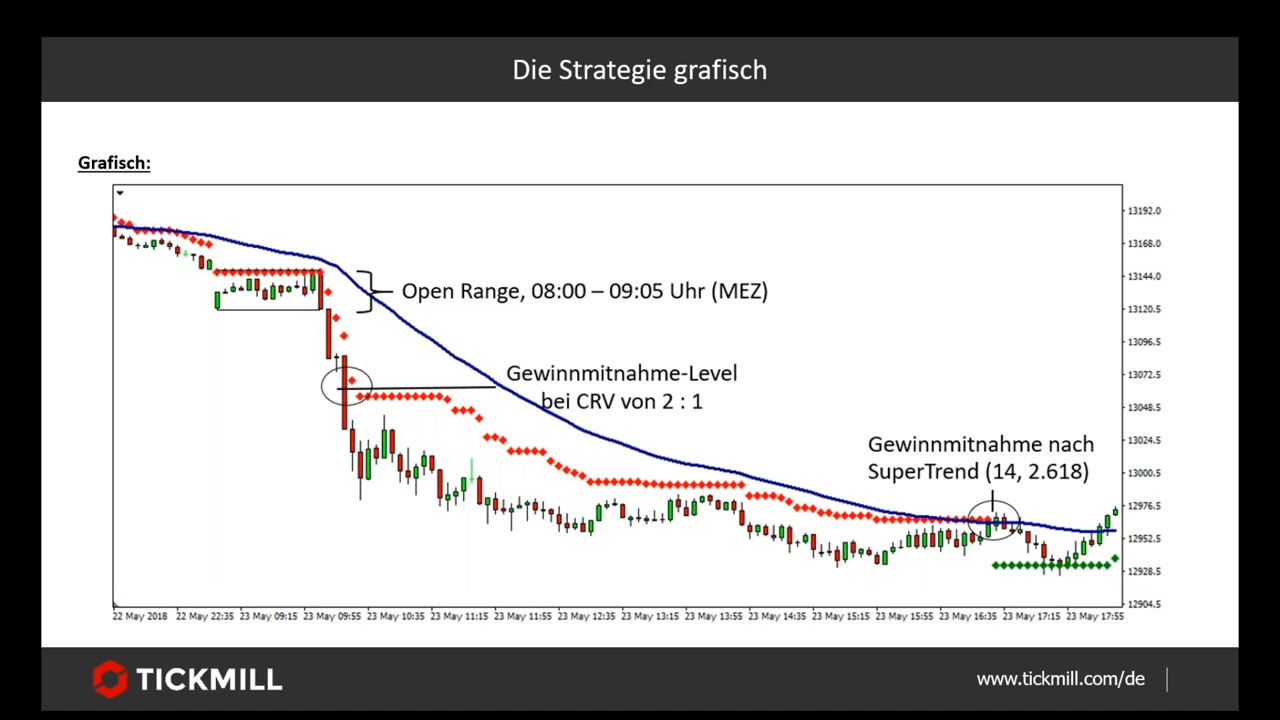 Die Strategie grafisch
Grafisch:
13192.0
13168.0
13144.0
13120.5
13096.5
13072.5
13048.5
13024.5
13000.5
12976.5
12952.5
12928.5
12904.5
Open Range, 08:00 – 09:05 Uhr (MEZ)
Gewinnmitnahme-Level
bei CRV von 2 : 1
Gewinnmitnahme nach
SuperTrend (14, 2.618)
22 May 2018 22 May 22:35 23 May 09:15 23 May 09:55 23 May 10:35 23 May 11:15 23 May 11:55 23 May 12:35 23 May 13:15 23 May 13:55 23 May 14:35 23 May 15:15 23 May 15:55 23 May 16:35 23 May 17:15 23 May 17:55
TICKMILL
www.tickmill.com/de